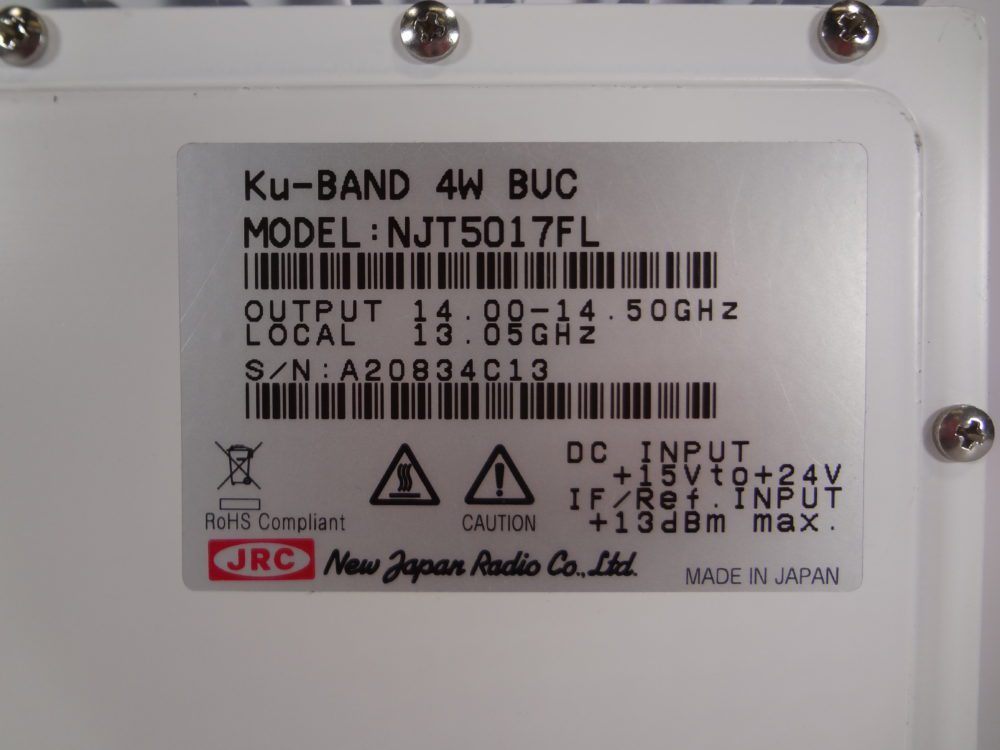 Ku-BAND 4W BUC
MODEL:NJT5017FL
OUTPUT 14.00-14.50GHz
LOCAL 13.05GHz
S/N:A20834C13
DC INPUT
+15Vto+24V
IF/Ref.INPUT
+13dBm max.
RoHS Compliant
CAUTION
JRC New Japan Radio Co.,Ltd.
MADE IN JAPAN